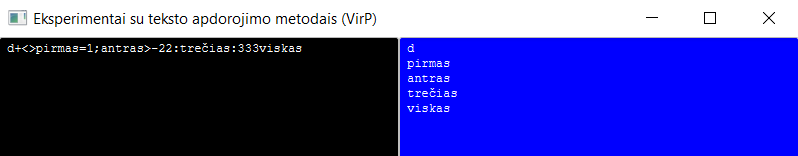 Eksperimentai su teksto apdorojimo metodais (VirP)
d+<>pirmas=1;antras>-22:trečias:333viskas
d
pirmas
antras
trečias
viskas